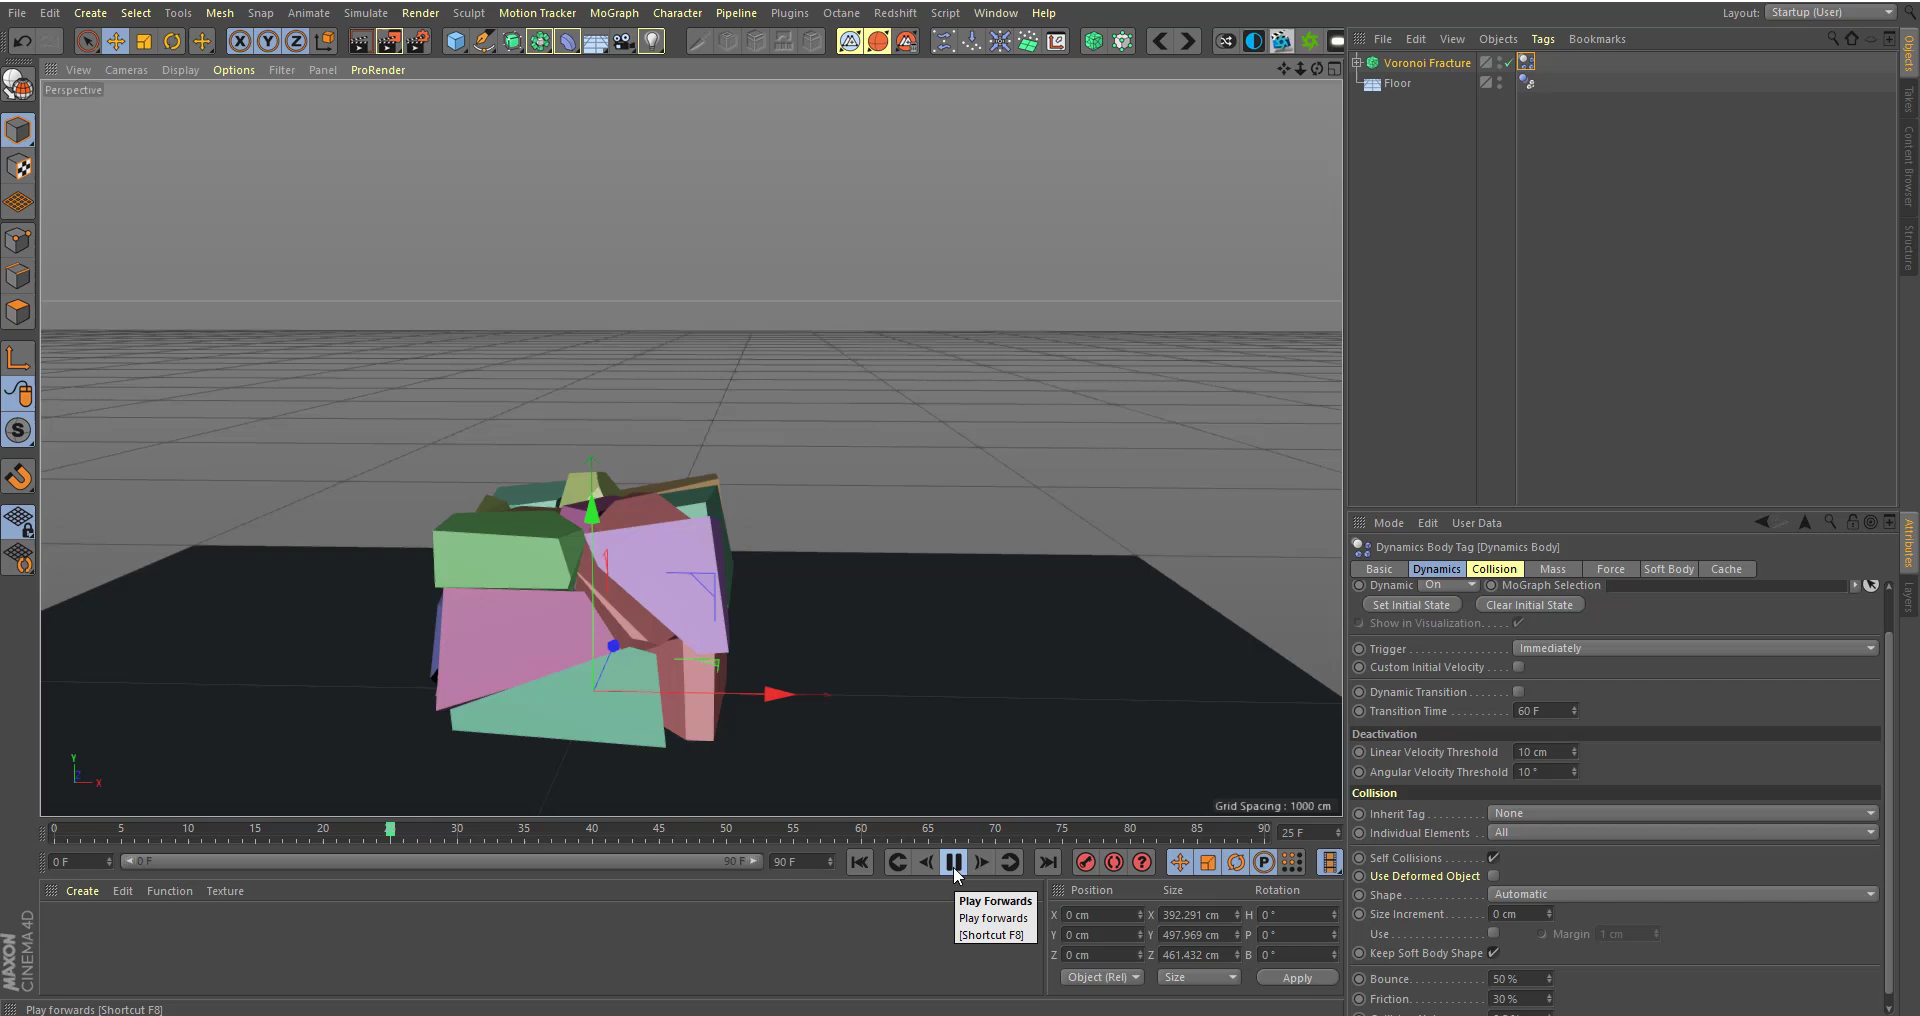 File Edit Create Select Tools Mesh Snap Animate Simulate Render Sculpt Motion Tracker MoGraph Character Pipeline Plugins Octane Redshift Script Window Help Layout: Startup (User)
X Y Z
View Cameras Display Options Filter Panel ProRender
Perspective
File Edit View Objects Tags Bookmarks
Voronoi Fracture
Floor
Objects
Takes
Content Browser
Structure
Mode Edit User Data
Dynamics Body Tag [Dynamics Body]
Basic Dynamics Collision Mass Force Soft Body Cache
Dynamic On MoGraph Selection
Set Initial State Clear Initial State
Show in Visualization
Trigger Immediately
Custom Initial Velocity
Dynamic Transition
Transition Time 60 F
Deactivation
Linear Velocity Threshold 10 cm
Angular Velocity Threshold 10 °
Collision
Inherit Tag None
Individual Elements All
Self Collisions
Use Deformed Object
Shape Automatic
Size Increment 0 cm
Use Margin 1 cm
Keep Soft Body Shape
Bounce 50 %
Friction 30 %
Attributes
Layers
Y
X
Grid Spacing : 1000 cm
0 5 10 15 20 30 35 40 45 50 55 60 65 70 75 80 85 90 25 F
0 F 0 F 90 F 90 F
Create Edit Function Texture
Play Forwards
Play forwards
[Shortcut F8]
Position Size Rotation
X 0 cm X 392.291 cm H 0 °
Y 0 cm Y 497.969 cm P 0 °
Z 0 cm Z 461.432 cm B 0 °
Object (Rel) Size Apply
MAXON
CINEMA 4D
Play forwards [Shortcut F8]